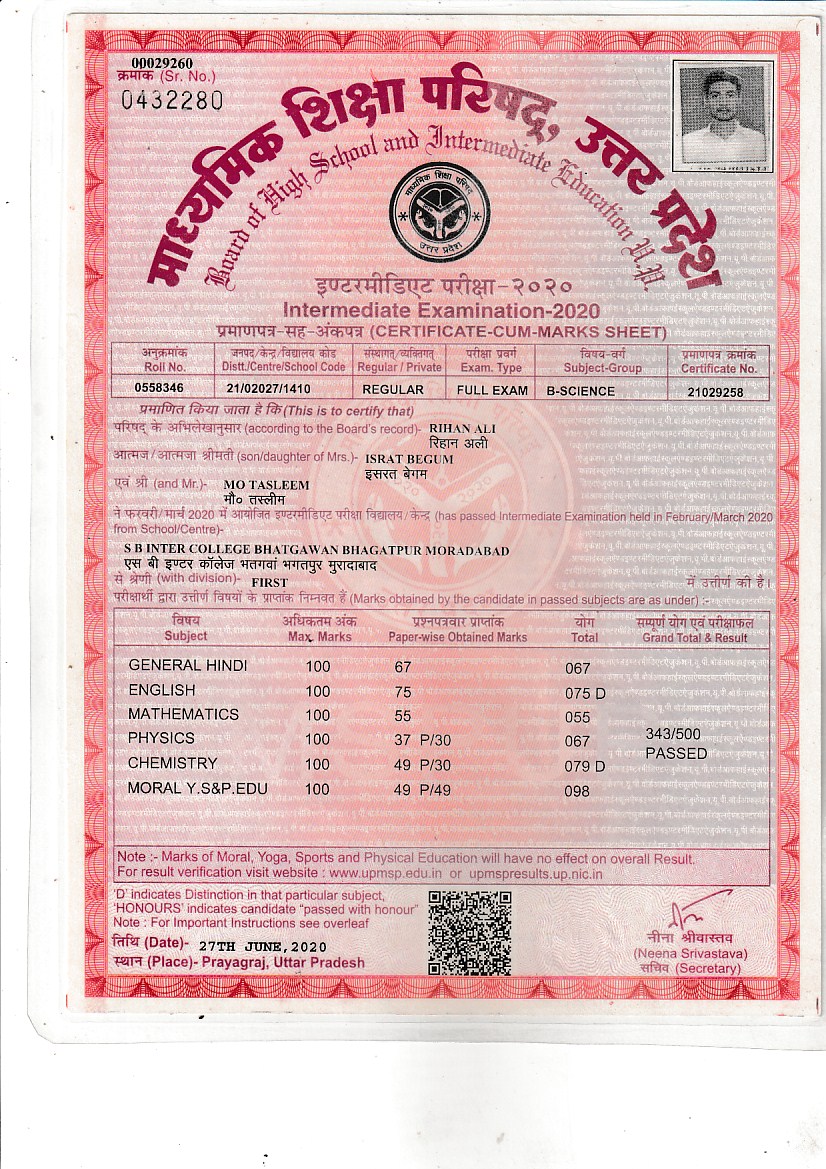 00029260
क्रमांक (Sr. No.)
0432280
माध्यमिक शिक्षा परिषद्, उत्तर प्रदेश
Board of High School and Intermediate Education U.P.
माध्यमिक शिक्षा परिषद
उत्तर प्रदेश
इण्टरमीडिएट परीक्षा-२०२०
Intermediate Examination-2020
प्रमाणपत्र-सह-अंकपत्र (CERTIFICATE-CUM-MARKS SHEET)
अनुक्रमांक जनपद/केन्द्र/विद्यालय कोड संस्थागत/व्यक्तिगत परीक्षा प्रवर्ग विषय-वर्ग प्रमाणपत्र क्रमांक
Roll No. Distt./Centre/School Code Regular / Private Exam. Type Subject-Group Certificate No.
0558346 21/02027/1410 REGULAR FULL EXAM B-SCIENCE 21029258
प्रमाणित किया जाता है कि (This is to certify that)
परिषद के अभिलेखानुसार (according to the Board's record)- RIHAN ALI
रिहान अली
आत्मज/आत्मजा श्रीमती (son/daughter of Mrs.)- ISRAT BEGUM
इसरत बेगम
एवं श्री (and Mr.)- MO TASLEEM
मौ० तस्लीम
ने फरवरी/मार्च 2020 में आयोजित इण्टरमीडिएट परीक्षा विद्यालय/केन्द्र (has passed Intermediate Examination held in February/March 2020
from School/Centre)-
S B INTER COLLEGE BHATGAWAN BHAGATPUR MORADABAD
एस बी इण्टर कॉलेज भतगवां भगतपुर मुरादाबाद
से श्रेणी (with division)- FIRST में उत्तीर्ण की है।
परीक्षार्थी द्वारा उत्तीर्ण विषयों के प्राप्तांक निम्नवत हैं (Marks obtained by the candidate in passed subjects are as under) :-
विषय अधिकतम अंक प्रश्नपत्रवार प्राप्तांक योग सम्पूर्ण योग एवं परीक्षाफल
Subject Max. Marks Paper-wise Obtained Marks Total Grand Total & Result
GENERAL HINDI 100 67 067
ENGLISH 100 75 075 D
MATHEMATICS 100 55 055
PHYSICS 100 37 P/30 067 343/500
PASSED
CHEMISTRY 100 49 P/30 079 D
MORAL Y.S&P.EDU 100 49 P/49 098
Note :- Marks of Moral, Yoga, Sports and Physical Education will have no effect on overall Result.
For result verification visit website : www.upmsp.edu.in or upmspresults.up.nic.in
'D' indicates Distinction in that particular subject,
'HONOURS' indicates candidate "passed with honour"
Note : For Important Instructions see overleaf
तिथि (Date)- 27TH JUNE,2020
स्थान (Place)- Prayagraj, Uttar Pradesh
नीना श्रीवास्तव
(Neena Srivastava)
सचिव (Secretary)